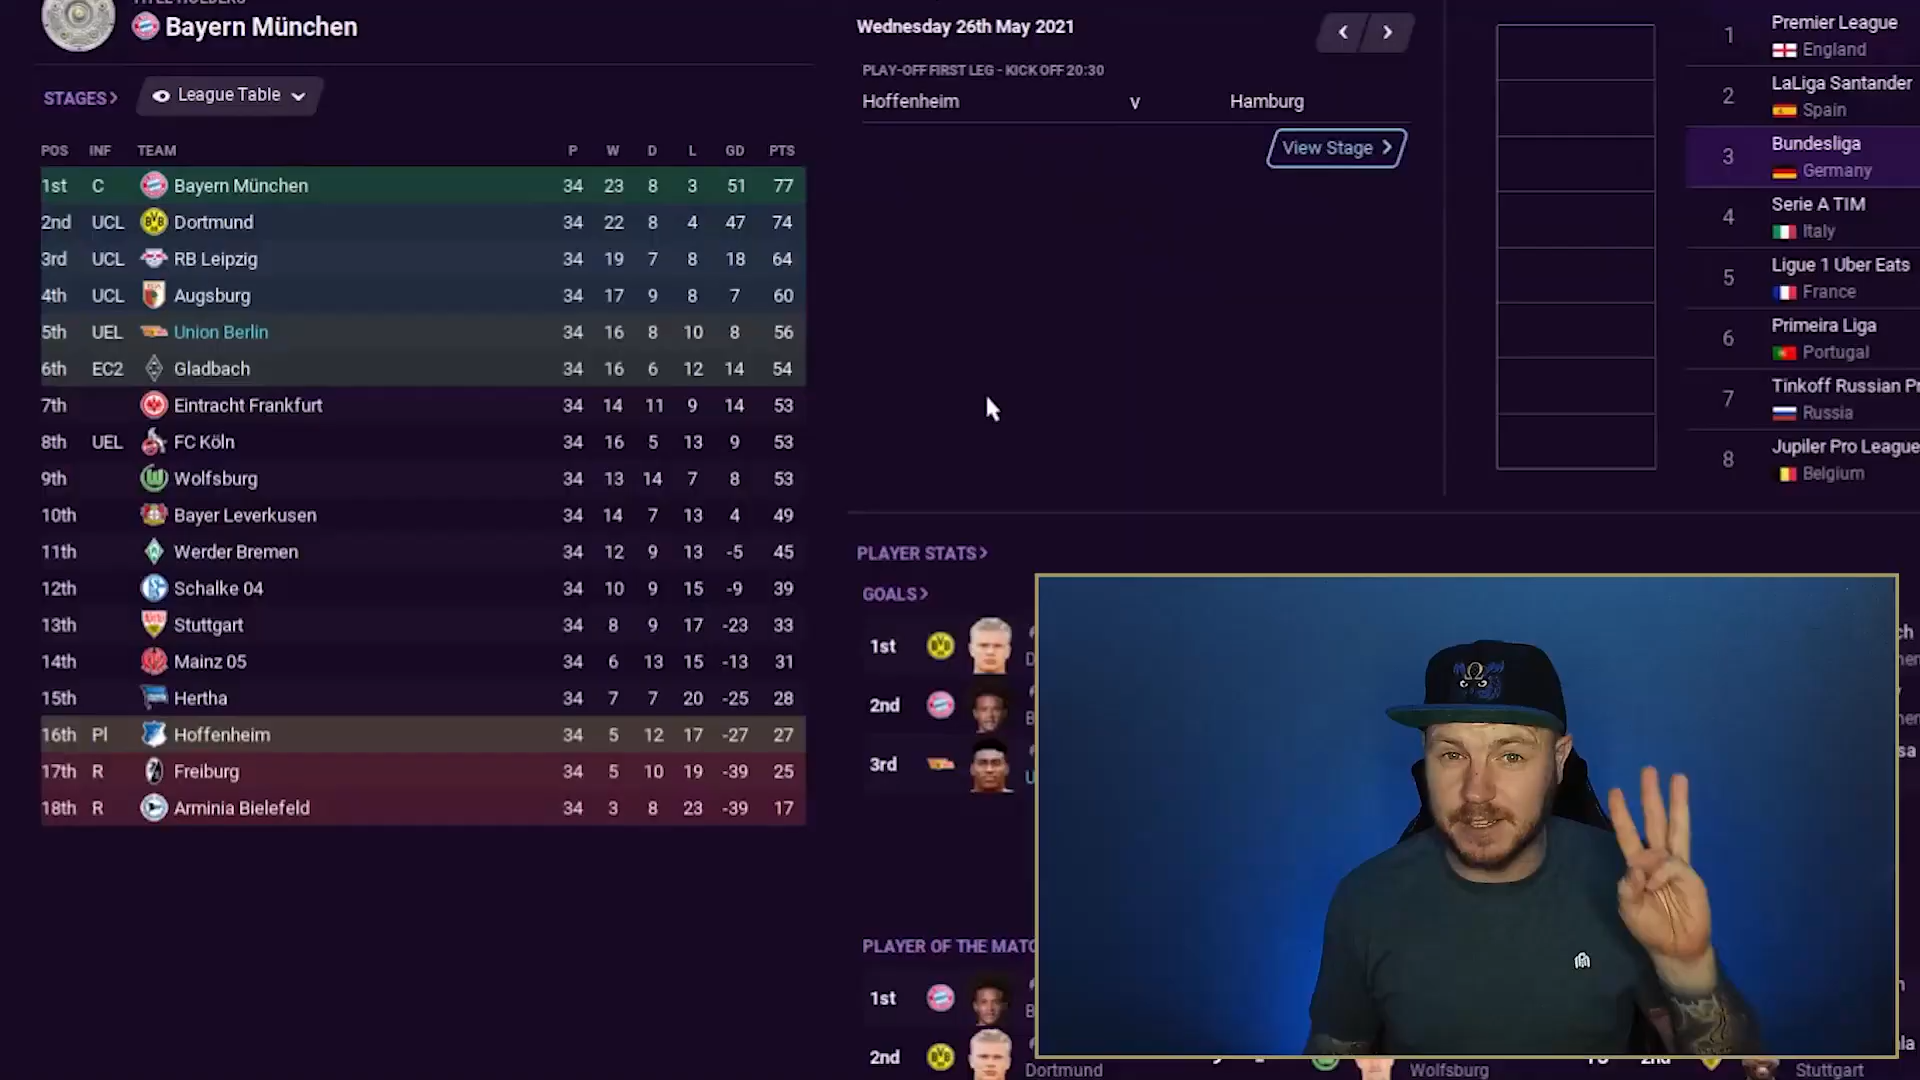 Bayern München
STAGES>
League Table
POS INF TEAM P W D L GD PTS
1st C Bayern München 34 23 8 3 51 77
2nd UCL Dortmund 34 22 8 4 47 74
3rd UCL RB Leipzig 34 19 7 8 18 64
4th UCL Augsburg 34 17 9 8 7 60
5th UEL Union Berlin 34 16 8 10 8 56
6th EC2 Gladbach 34 16 6 12 14 54
7th Eintracht Frankfurt 34 14 11 9 14 53
8th UEL FC Köln 34 16 5 13 9 53
9th Wolfsburg 34 13 14 7 8 53
10th Bayer Leverkusen 34 14 7 13 4 49
11th Werder Bremen 34 12 9 13 -5 45
12th Schalke 04 34 10 9 15 -9 39
13th Stuttgart 34 8 9 17 -23 33
14th Mainz 05 34 6 13 15 -13 31
15th Hertha 34 7 7 20 -25 28
16th Pl Hoffenheim 34 5 12 17 -27 27
17th R Freiburg 34 5 10 19 -39 25
18th R Arminia Bielefeld 34 3 8 23 -39 17
Wednesday 26th May 2021
PLAY-OFF FIRST LEG - KICK OFF 20:30
Hoffenheim v Hamburg
View Stage >
1 Premier League
England
2 LaLiga Santander
Spain
3 Bundesliga
Germany
4 Serie A TIM
Italy
5 Ligue 1 Uber Eats
France
6 Primeira Liga
Portugal
7 Tinkoff Russian Pr
Russia
8 Jupiler Pro League
Belgium
PLAYER STATS>
GOALS>
1st
2nd
3rd
PLAYER OF THE MATC
1st
2nd
Dortmund
Wolfsburg
2nd
Stuttgart